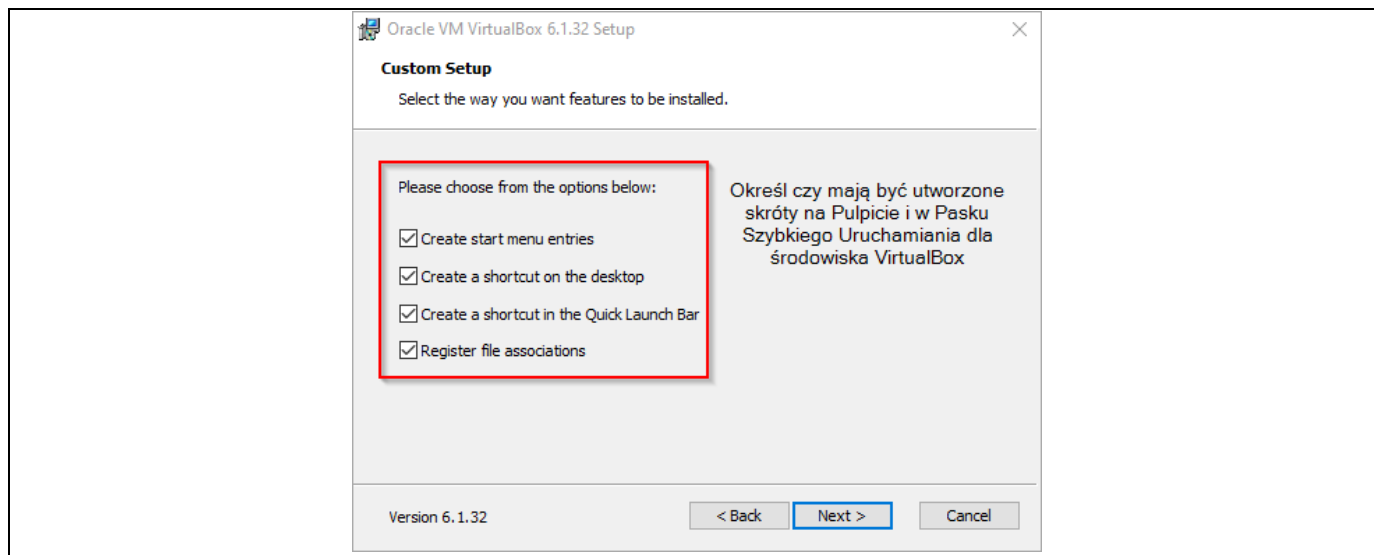 Oracle VM VirtualBox 6.1.32 Setup
Custom Setup
Select the way you want features to be installed.
Please choose from the options below:
Create start menu entries
Create a shortcut on the desktop
Create a shortcut in the Quick Launch Bar
Register file associations
Określ czy mają być utworzone
skróty na Pulpicie i w Pasku
Szybkiego Uruchamiania dla
środowiska VirtualBox
Version 6.1.32
< Back
Next >
Cancel